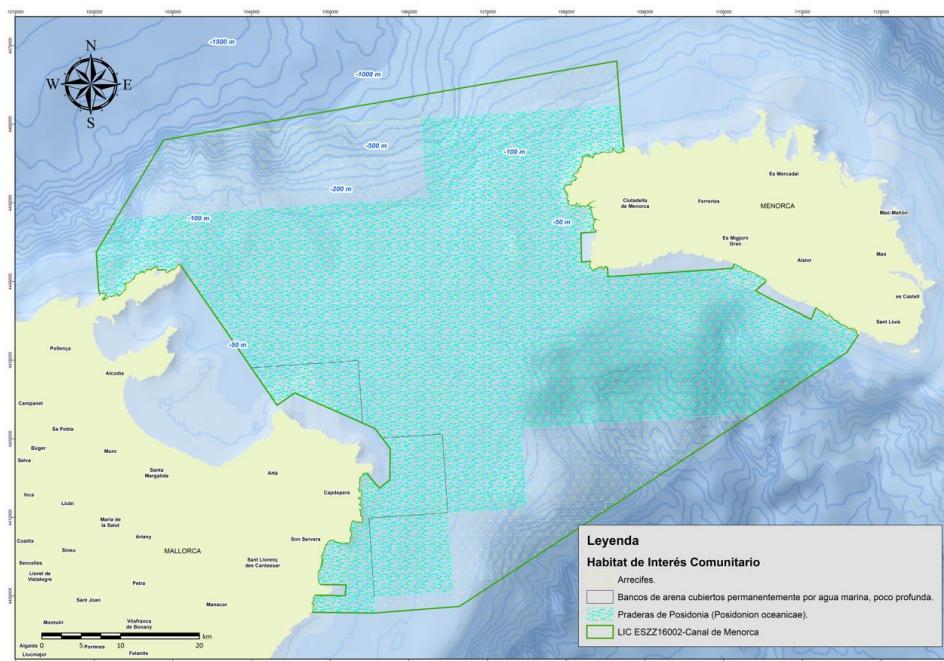 -1500 m
-1000 m
N
W
E
S
-500 m
-100 m
-200 m
-100 m
-50 m
-50 m
Es Mercadal
Ciutadella
de Menorca
Ferreries
MENORCA
Maó-Mahón
Es Migjorn
Gran
Alaior
Mao
es Castell
Sant Lluis
Pollença
Alcúdia
Campanet
Sa Pobla
Búger
Muro
Selva
Santa
Margalida
Artà
Inca
Llubi
Capdepera
Maria de
la Salut
Costitx
Ariany
Son Servera
Sineu
MALLORCA
Sencelles
Sant Llorenç
des Cardassar
Lloret de
Vistalegre
Petra
Sant Joan
Manacor
Montuïri
Vilafranca
de Bonany
Algaida
Porreres
Llucmajor
Felanitx
0 5 10 20
km
Leyenda
Habitat de Interés Comunitario
Arrecifes.
Bancos de arena cubiertos permanentemente por agua marina, poco profunda.
Praderas de Posidonia (Posidonion oceanicae).
LIC ESZZ16002-Canal de Menorca